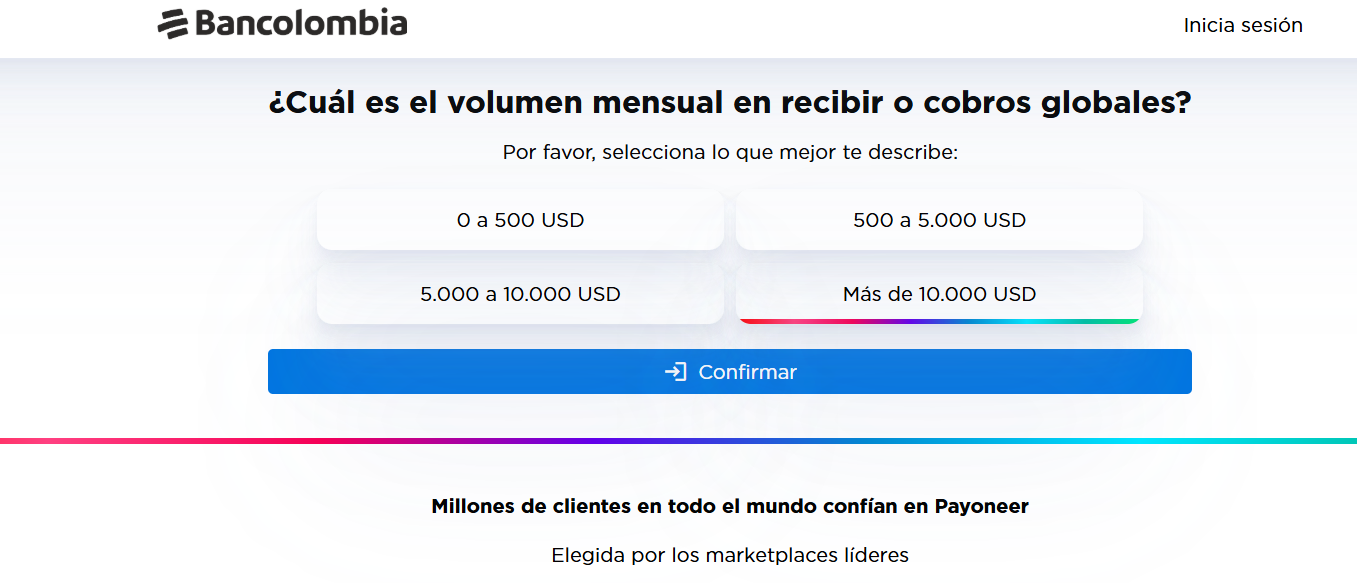 Bancolombia
Inicia sesión
¿Cuál es el volumen mensual en recibir o cobros globales?
Por favor, selecciona lo que mejor te describe:
0 a 500 USD
500 a 5.000 USD
5.000 a 10.000 USD
Más de 10.000 USD
Confirmar
Millones de clientes en todo el mundo confían en Payoneer
Elegida por los marketplaces líderes